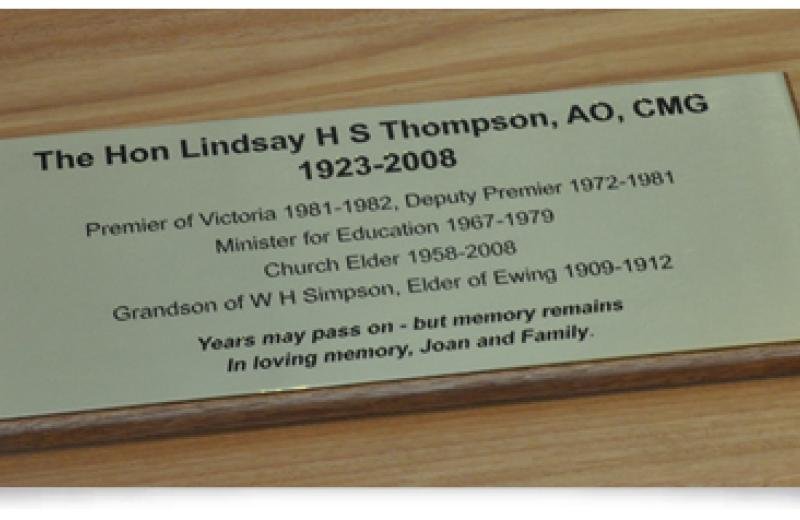 The Hon Lindsay H S Thompson, AO, CMG
1923-2008
Premier of Victoria 1981-1982, Deputy Premier 1972-1981
Minister for Education 1967-1979
Church Elder 1958-2008
Grandson of W H Simpson, Elder of Ewing 1909-1912
Years may pass on - but memory remains
In loving memory, Joan and Family.